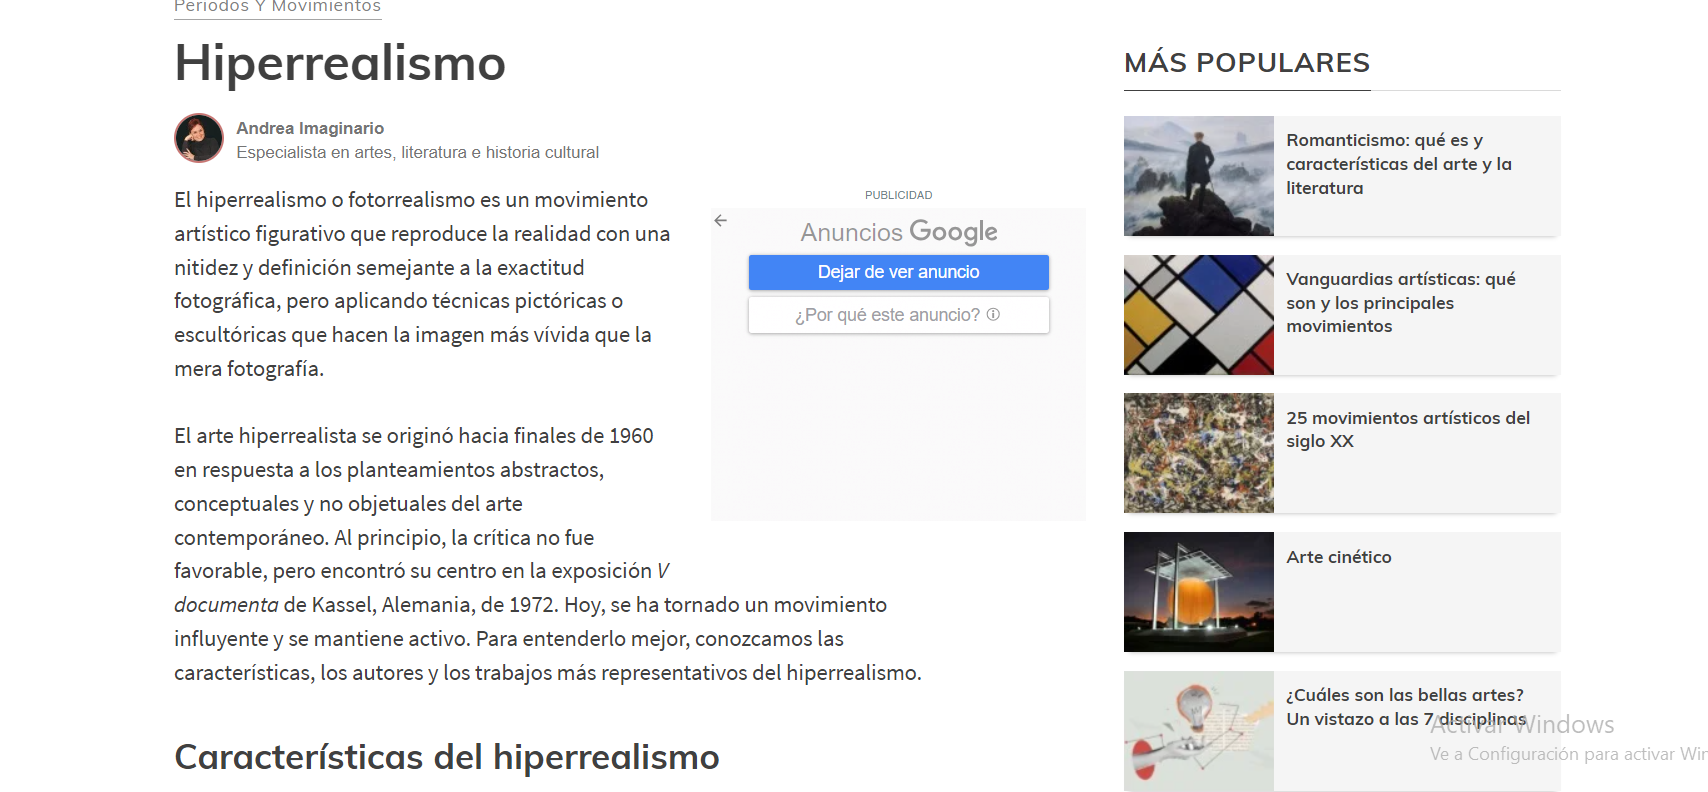 Periodos Y Movimientos
Hiperrealismo
Andrea Imaginario
Especialista en artes, literatura e historia cultural
El hiperrealismo o fotorrealismo es un movimiento
artístico figurativo que reproduce la realidad con una
nitidez y definición semejante a la exactitud
fotográfica, pero aplicando técnicas pictóricas o
escultóricas que hacen la imagen más vívida que la
mera fotografía.
El arte hiperrealista se originó hacia finales de 1960
en respuesta a los planteamientos abstractos,
conceptuales y no objetuales del arte
contemporáneo. Al principio, la crítica no fue
favorable, pero encontró su centro en la exposición V
documenta de Kassel, Alemania, de 1972. Hoy, se ha tornado un movimiento
influyente y se mantiene activo. Para entenderlo mejor, conozcamos las
características, los autores y los trabajos más representativos del hiperrealismo.
Características del hiperrealismo
PUBLICIDAD
Anuncios Google
Dejar de ver anuncio
¿Por qué este anuncio?
MÁS POPULARES
Romanticismo: qué es y
características del arte y la
literatura
Vanguardias artísticas: qué
son y los principales
movimientos
25 movimientos artísticos del
siglo XX
Arte cinético
¿Cuáles son las bellas artes?
Un vistazo a las 7 disciplinas
Activar Windows
Ve a Configuración para activar Win